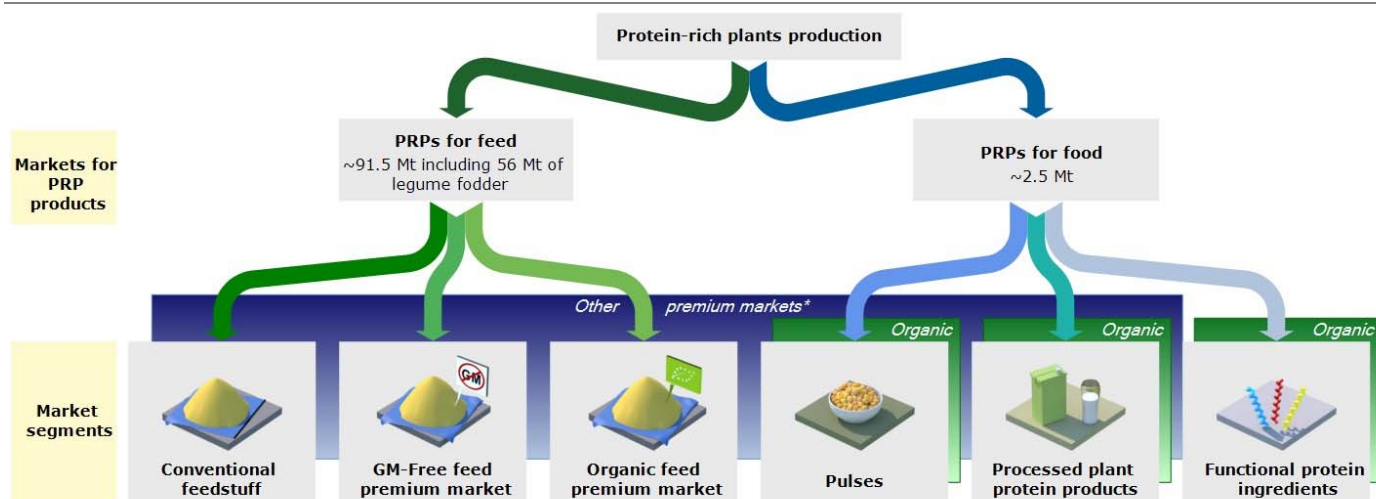 Protein-rich plants production
PRPs for feed
~91.5 Mt including 56 Mt of
legume fodder
PRPs for food
~2.5 Mt
Markets for
PRP
products
Other premium markets*
Organic
Organic
Organic
Market
segments
GM
Conventional
feedstuff
GM-Free feed
premium market
Organic feed
premium market
Pulses
Processed plant
protein products
Functional protein
ingredients